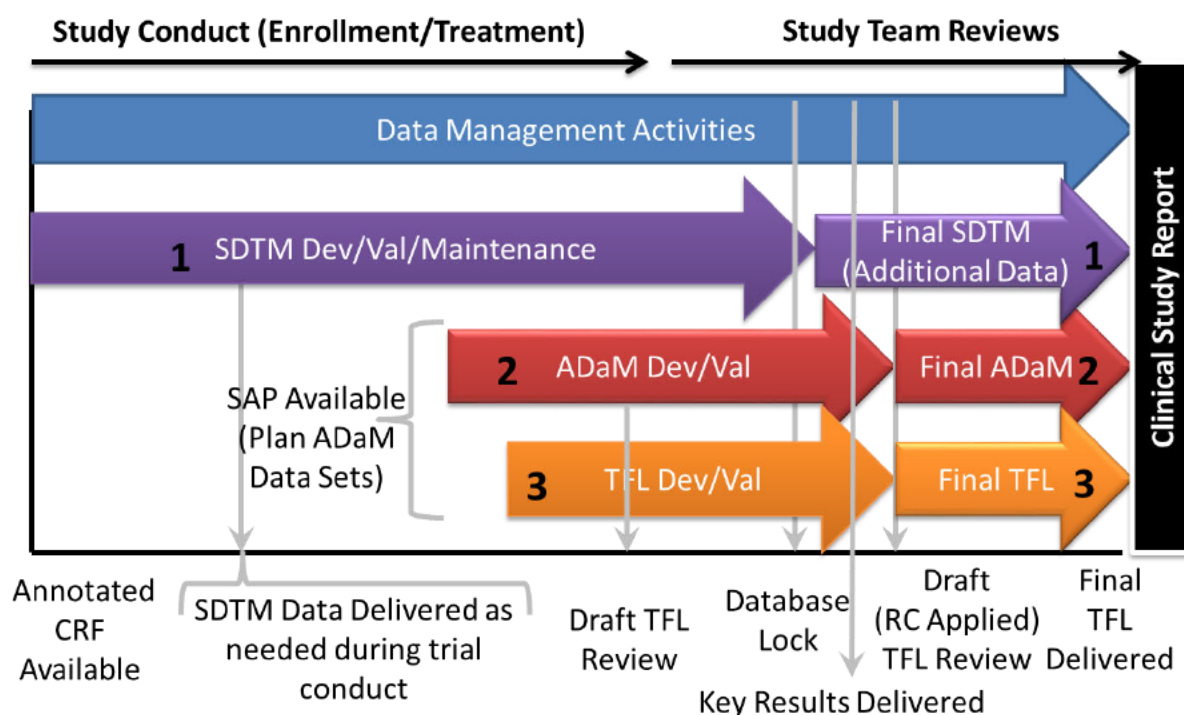 Study Conduct (Enrollment/Treatment)
Study Team Reviews
Data Management Activities
1
SDTM Dev/Val/Maintenance
Final SDTM
(Additional Data)
1
2
ADaM Dev/Val
Final ADaM
2
SAP Available
(Plan ADaM
Data Sets)
3
TFL Dev/Val
Final TFL
3
Clinical Study Report
Annotated
CRF
Available
SDTM Data Delivered as
needed during trial
conduct
Draft TFL
Review
Database
Lock
Key Results Delivered
Draft
(RC Applied)
TFL Review
Final
TFL
Delivered